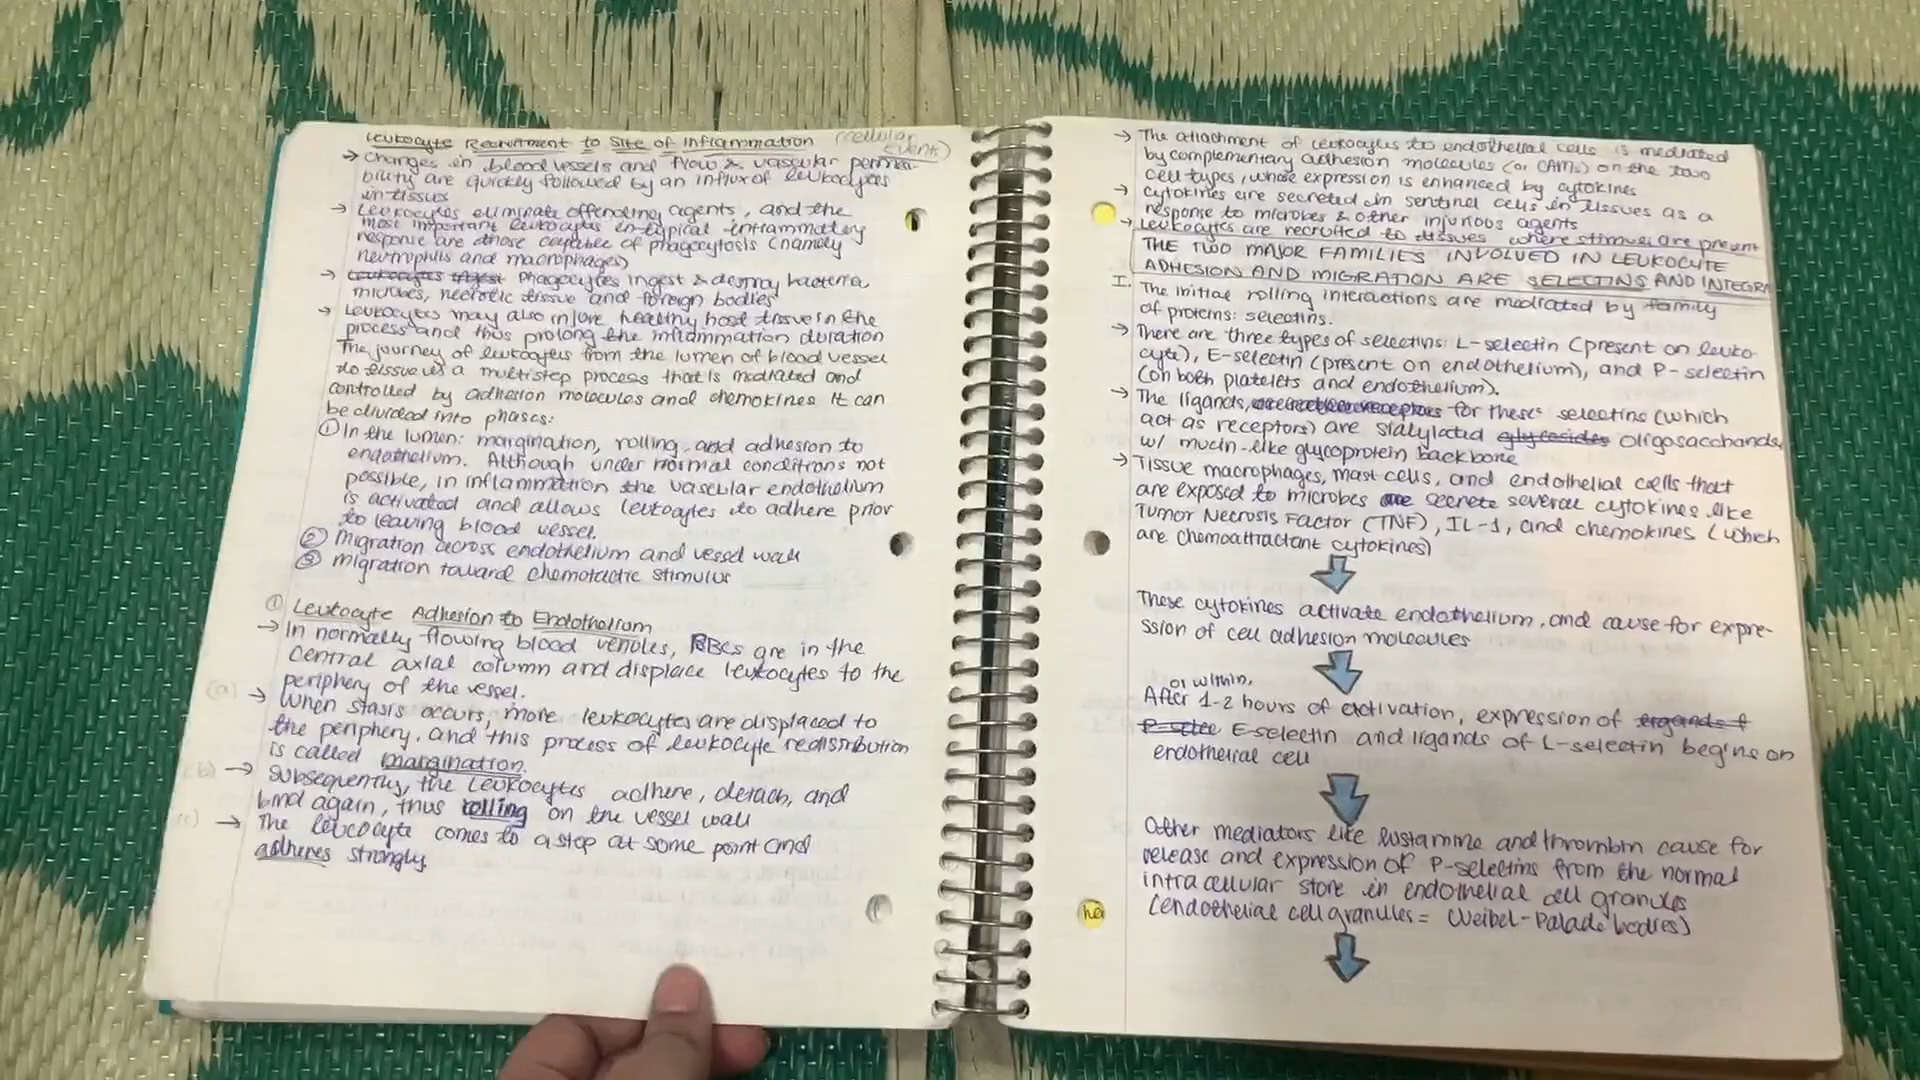 Leukocyte Recruitment to Site of Inflammation (cellular events)
→ Changes in blood vessels and flow & vascular permea-
bility are quickly followed by an influx of leukocytes
in tissues
→ Leukocytes eliminate offending agents, and the
most important leukocytes in typical inflammatory
response are those capable of phagocytosis (namely
neutrophils and macrophages)
→ Leukocytes ingest Phagocytes ingest & destroy bacteria,
microbes, necrotic tissue and foreign bodies
→ Leukocytes may also injure healthy host tissue in the
process and thus prolong the inflammation duration
The journey of leukocytes from the lumen of blood vessel
to tissue is a multistep process that is mediated and
controlled by adhesion molecules and chemokines. It can
be divided into phases:
① In the lumen: margination, rolling, and adhesion to
endothelium. Although under normal conditions not
possible, in inflammation the vascular endothelium
is activated and allows leukocytes to adhere prior
to leaving blood vessel.
② Migration across endothelium and vessel wall
③ Migration toward chemotactic stimulus
① Leukocyte Adhesion to Endothelium
→ In normally flowing blood venules, RBCs are in the
central axial column and displace leukocytes to the
periphery of the vessel.
(a) → When stasis occurs, more leukocytes are displaced to
the periphery, and this process of leukocyte redistribution
is called margination.
(b) → Subsequently, the leukocytes adhere, detach, and
bind again, thus rolling on the vessel wall
(c) → The leucocyte comes to a stop at some point and
adheres strongly
→ The attachment of leukocytes to endothelial cells is mediated
by complementary adhesion molecules (or CAMs) on the two
cell types, whose expression is enhanced by cytokines
→ Cytokines are secreted in sentinel cells in tissues as a
response to microbes & other injurious agents
→ Leukocytes are recruited to tissues where stimuli are present
THE TWO MAJOR FAMILIES INVOLVED IN LEUKOCYTE
ADHESION AND MIGRATION ARE SELECTINS AND INTEGR
I. The initial rolling interactions are mediated by family
of proteins: selectins.
→ There are three types of selectins: L-selectin (present on leuko-
cyte), E-selectin (present on endothelium), and P-selectin
(on both platelets and endothelium).
→ The ligands, for these selectins (which
act as receptors) are sialylated glycosides oligosaccharides
w/ mucin-like glycoprotein backbone
→ Tissue macrophages, mast cells, and endothelial cells that
are exposed to microbes are secrete several cytokines like
Tumor Necrosis Factor (TNF), IL-1, and chemokines (which
are chemoattractant cytokines)
These cytokines activate endothelium, and cause for expre-
ssion of cell adhesion molecules
or within,
After 1-2 hours of activation, expression of ligands of
P-selec E-selectin and ligands of L-selectin begins on
endothelial cell
Other mediators like histamine and thrombin cause for
release and expression of P-selectins from the normal
intracellular store in endothelial cell granules
(endothelial cell granules = Weibel-Palade bodies)